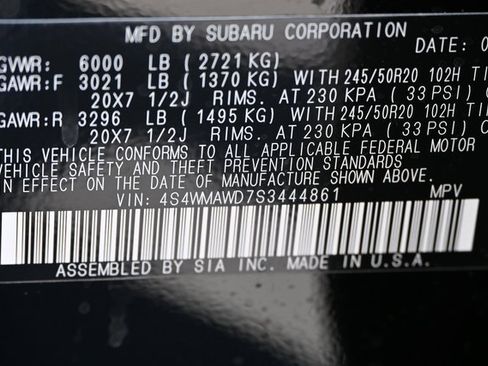 MFD BY SUBARU CORPORATION
DATE: 0
GVWR: 6000 LB ( 2721 KG)
GAWR:F 3021 LB ( 1370 KG) WITH 245/50R20 102H TI
20X7 1/2J RIMS. AT 230 KPA ( 33 PSI) C
GAWR:R 3296 LB ( 1495 KG) WITH 245/50R20 102H TI
20X7 1/2J RIMS. AT 230 KPA ( 33 PSI) C
THIS VEHICLE CONFORMS TO ALL APPLICABLE FEDERAL MOTOR
VEHICLE SAFETY AND THEFT PREVENTION STANDARDS
IN EFFECT ON THE DATE OF MANUFACTURE SHOWN ABOVE.
VIN: 4S4WMAWD7S3444861 MPV
ASSEMBLED BY SIA INC. MADE IN U.S.A.